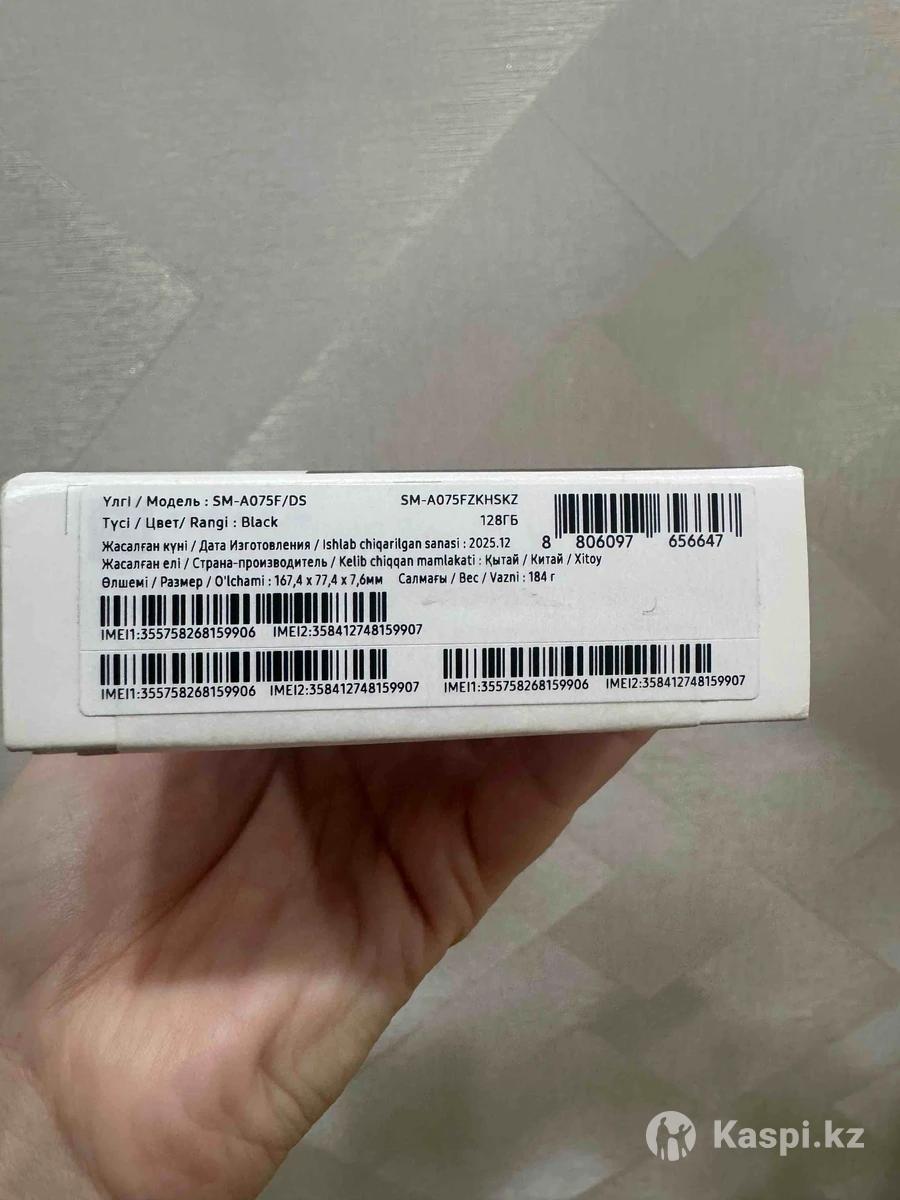 Үлгі / Модель : SM-A075F/DS SM-A075FZKHSKZ
Түсі / Цвет/ Rangi : Black 128ГБ
8 806097 656647
Жасалған күні / Дата Изготовления / Ishlab chiqarilgan sanasi : 2025.12
Жасалған елі / Страна-производитель / Kelib chiqqan mamlakati : Қытай / Китай / Xitoy
Өлшемі / Размер / O'lchami : 167,4 x 77,4 x 7,6мм Салмағы / Вес / Vazni : 184 г
IMEI1:355758268159906 IMEI2:358412748159907
IMEI1:355758268159906 IMEI2:358412748159907 IMEI1:355758268159906 IMEI2:358412748159907
Kaspi.kz